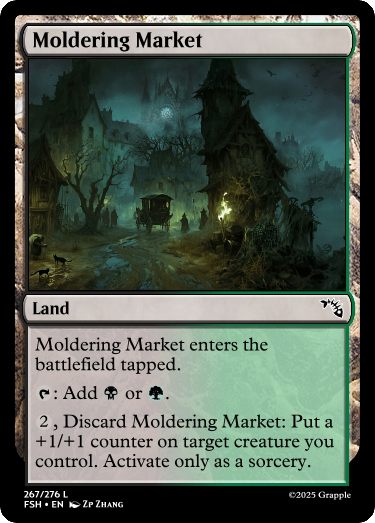 Moldering Market
Land
Moldering Market enters the
battlefield tapped.
: Add or .
2 , Discard Moldering Market: Put a
+1/+1 counter on target creature you
control. Activate only as a sorcery.
267/276 L
FSH • EN ZP ZHANG
©2025 Grapple